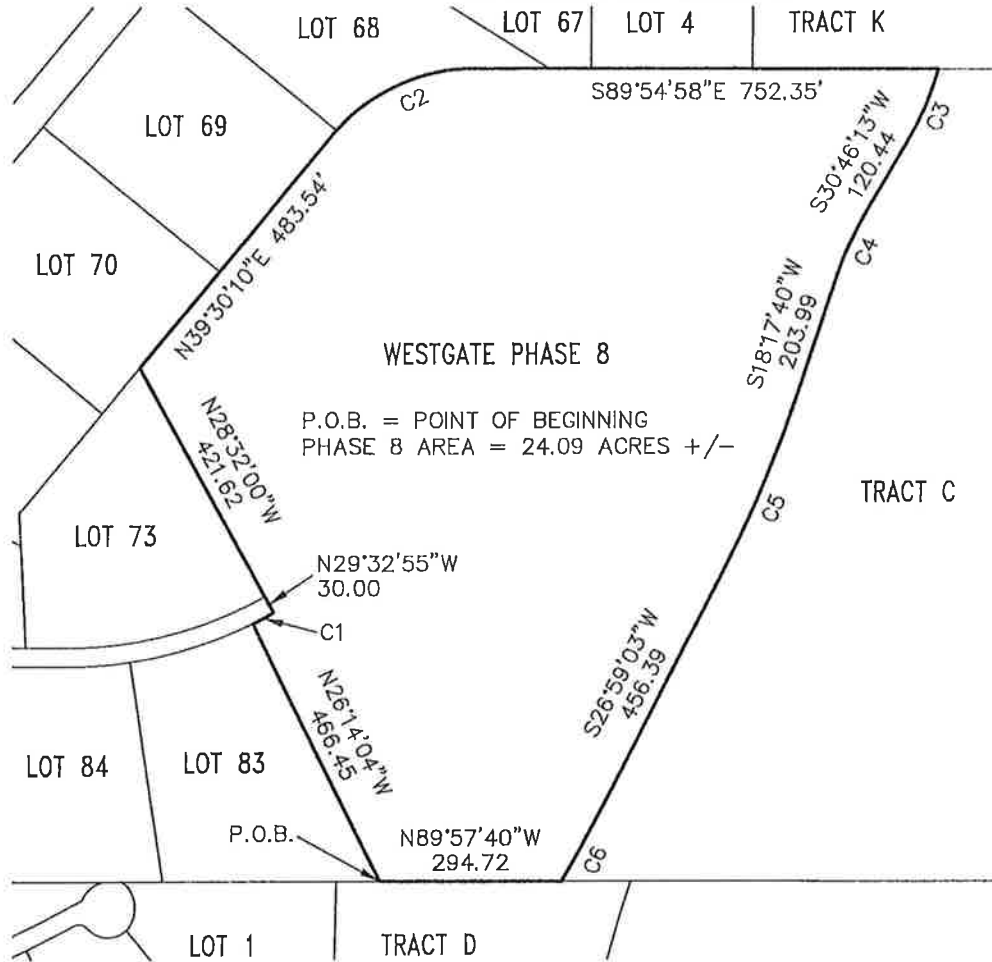 LOT 68
LOT 67
LOT 4
TRACT K
C2
S89°54'58"E 752.35'
C3
LOT 69
S30°46'13"W
120.44
C4
LOT 70
N39°30'10"E 483.54'
S18°17'40"W
203.99
WESTGATE PHASE 8
P.O.B. = POINT OF BEGINNING
PHASE 8 AREA = 24.09 ACRES +/-
N28°32'00"W
421.62
TRACT C
C5
LOT 73
N29°32'55"W
30.00
C1
N26°14'04"W
466.45
S26°59'03"W
456.39
LOT 84
LOT 83
P.O.B.
N89°57'40"W
294.72
C6
LOT 1
TRACT D